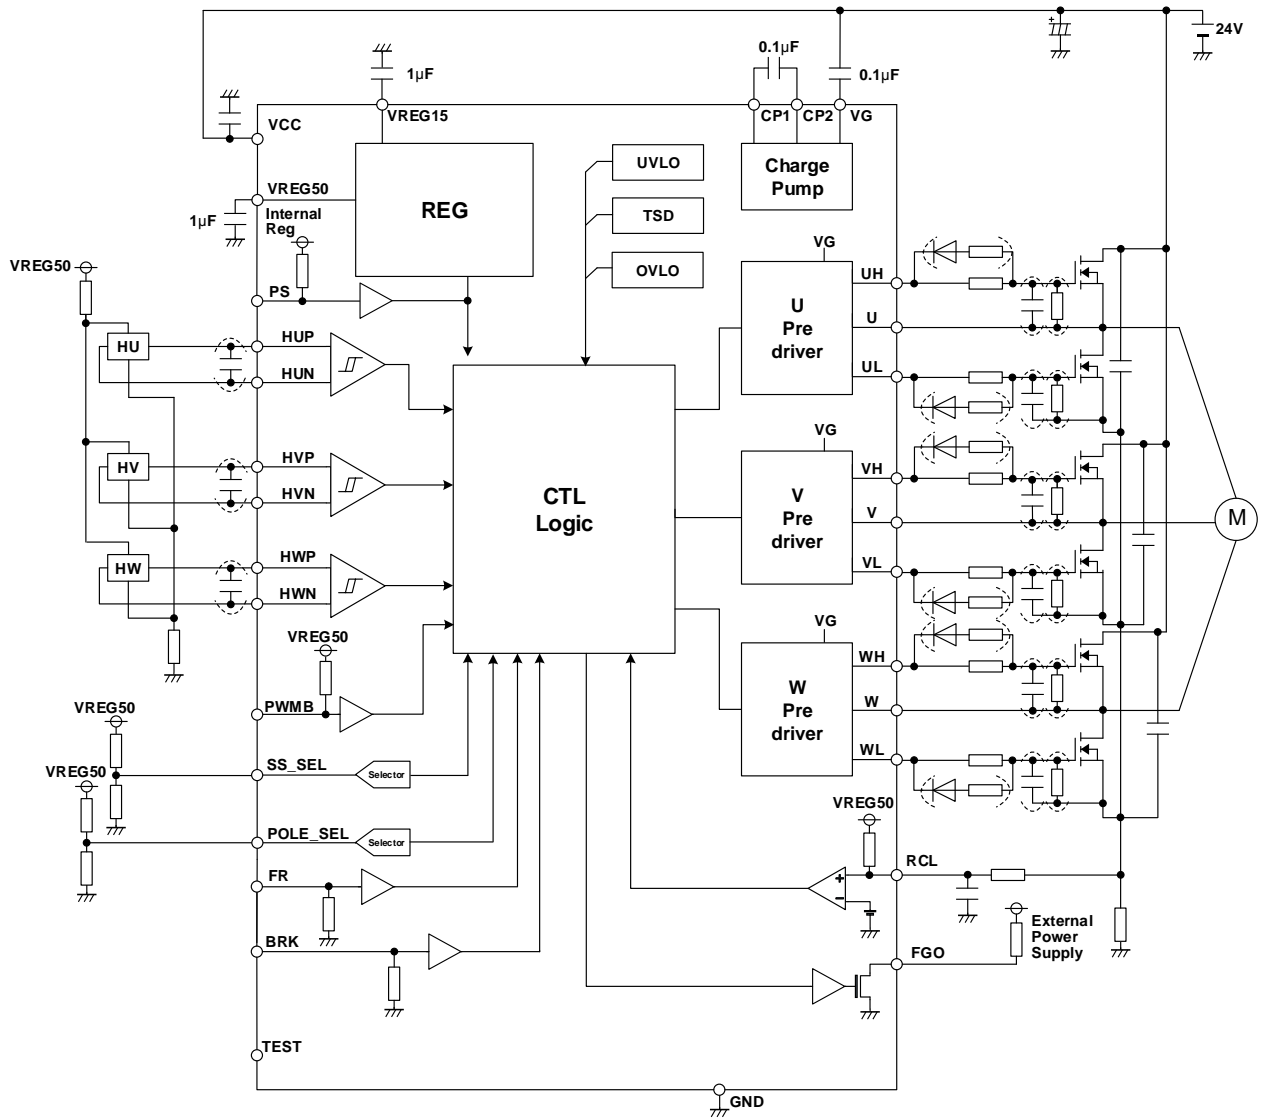 24V
0.1µF
1µF
0.1µF
VCC
VREG15
CP1
CP2
VG
UVLO
Charge
Pump
VREG50
REG
TSD
1µF
Internal
Reg
VG
VREG50
OVLO
UH
PS
U
Pre
driver
U
HU
HUP
HUN
UL
VG
HV
HVP
HVN
CTL
Logic
VH
V
Pre
driver
V
M
HW
HWP
HWN
VL
VREG50
VG
WH
W
Pre
driver
W
PWMB
VREG50
SS_SEL
Selector
WL
VREG50
VREG50
POLE_SEL
Selector
+
−
RCL
FR
External
Power
Supply
BRK
FGO
TEST
GND